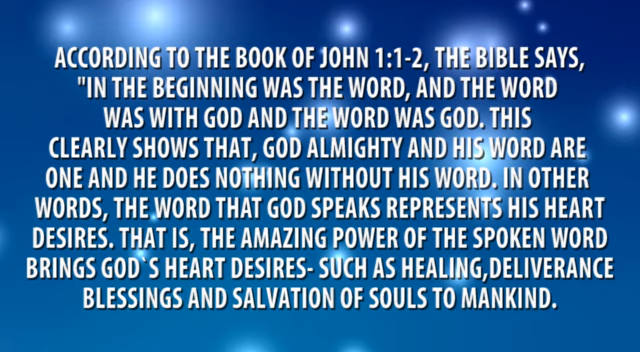 ACCORDING TO THE BOOK OF JOHN 1:1-2, THE BIBLE SAYS,
"IN THE BEGINNING WAS THE WORD, AND THE WORD
WAS WITH GOD AND THE WORD WAS GOD. THIS
CLEARLY SHOWS THAT, GOD ALMIGHTY AND HIS WORD ARE
ONE AND HE DOES NOTHING WITHOUT HIS WORD. IN OTHER
WORDS, THE WORD THAT GOD SPEAKS REPRESENTS HIS HEART
DESIRES. THAT IS, THE AMAZING POWER OF THE SPOKEN WORD
BRINGS GOD`S HEART DESIRES- SUCH AS HEALING,DELIVERANCE
BLESSINGS AND SALVATION OF SOULS TO MANKIND.